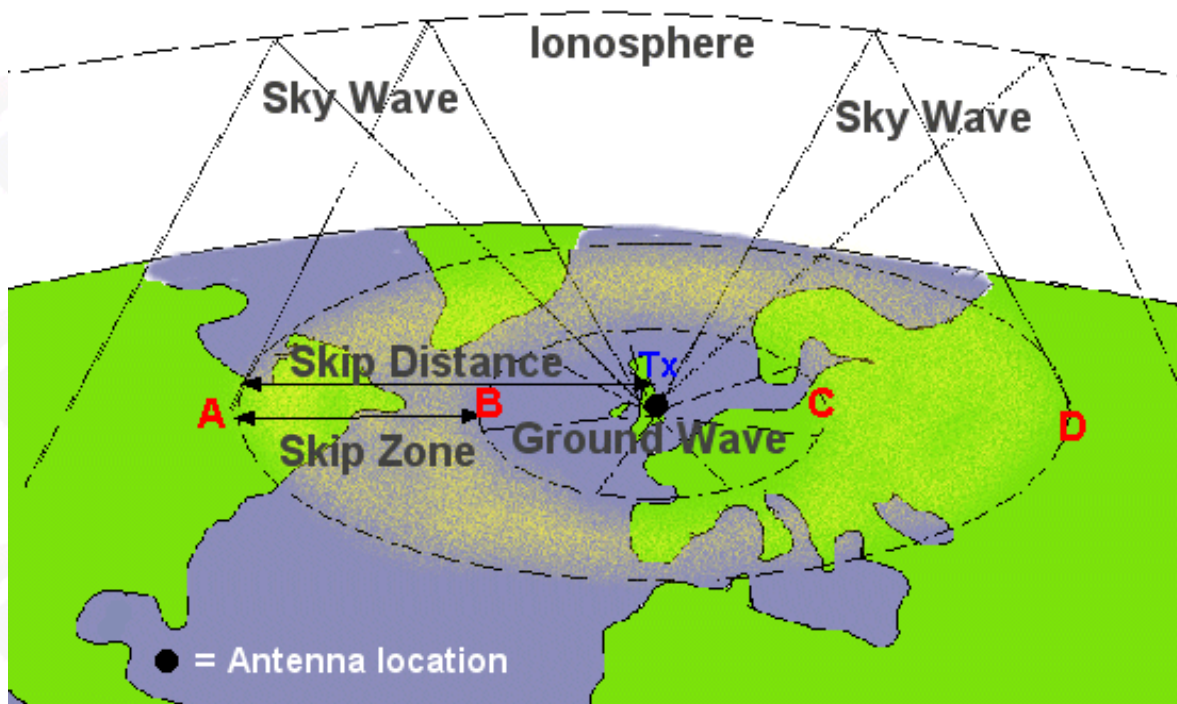 Ionosphere
Sky Wave
Sky Wave
Skip Distance
Tx
A
B
C
D
Ground Wave
Skip Zone
= Antenna location